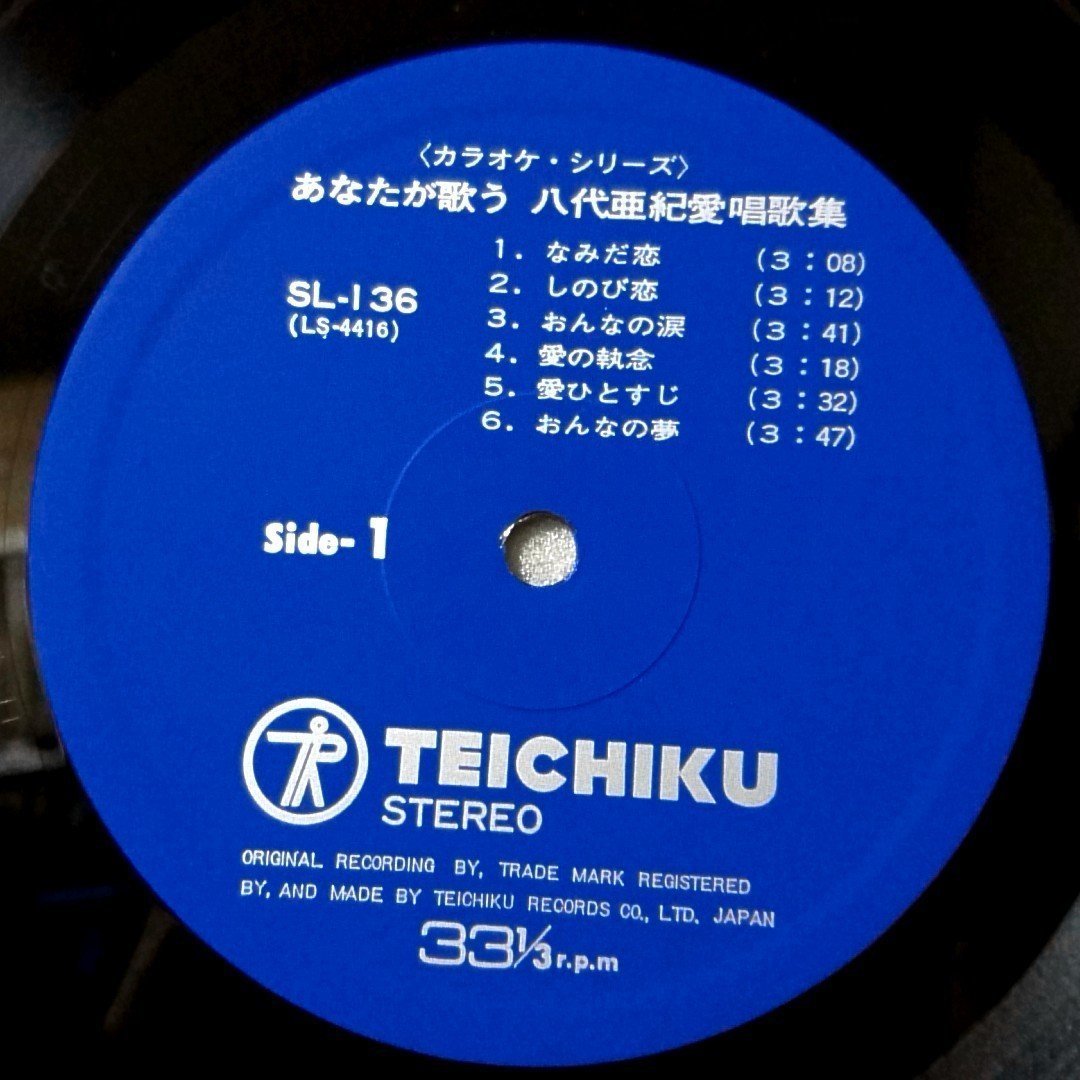 〈カラオケ・シリーズ〉
あなたが歌う 八代亜紀愛唱歌集
SL-136
(LS-4416)
1. なみだ恋 (3:08)
2. しのび恋 (3:12)
3. おんなの涙 (3:41)
4. 愛の執念 (3:18)
5. 愛ひとすじ (3:32)
6. おんなの夢 (3:47)
Side-1
TEICHIKU
STEREO
ORIGINAL RECORDING BY, TRADE MARK REGISTERED
BY, AND MADE BY TEICHIKU RECORDS CO., LTD. JAPAN
33⅓ r.p.m